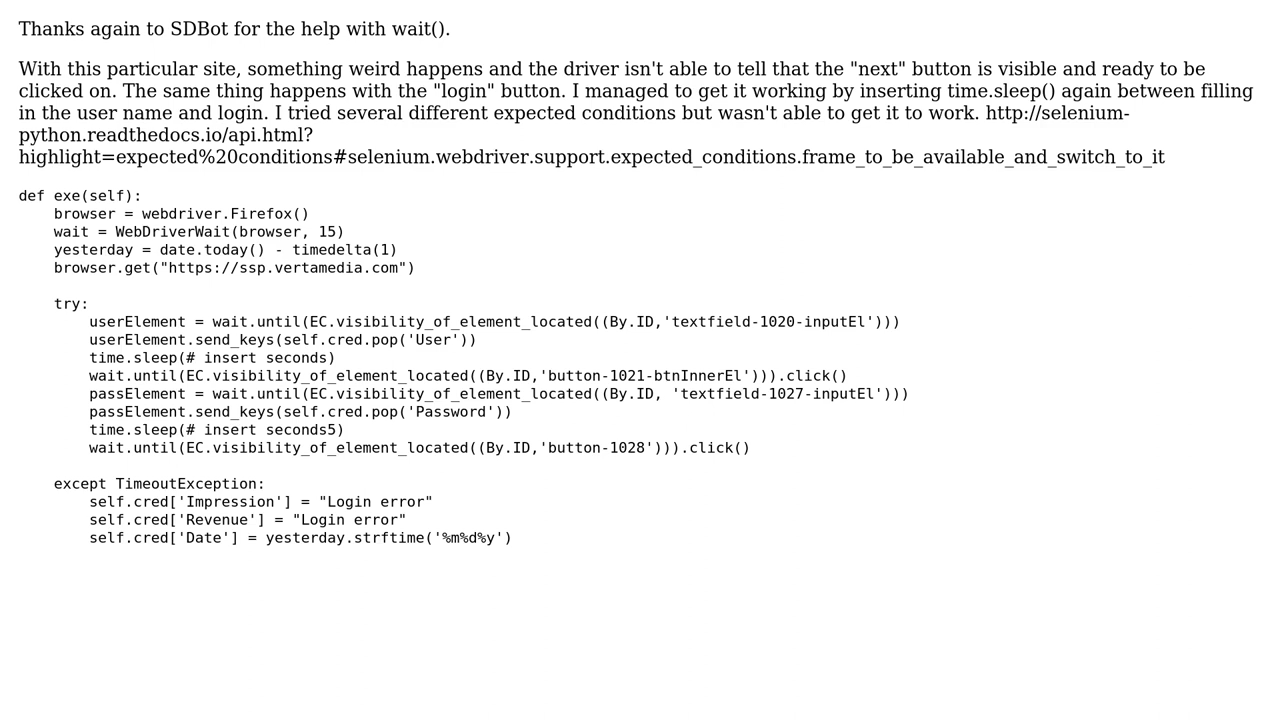 Thanks again to SDBot for the help with wait().
With this particular site, something weird happens and the driver isn't able to tell that the "next" button is visible and ready to be
clicked on. The same thing happens with the "login" button. I managed to get it working by inserting time.sleep() again between filling
in the user name and login. I tried several different expected conditions but wasn't able to get it to work. http://selenium-
python.readthedocs.io/api.html?
highlight=expected%20conditions#selenium.webdriver.support.expected_conditions.frame_to_be_available_and_switch_to_it
def exe(self):
    browser = webdriver.Firefox()
    wait = WebDriverWait(browser, 15)
    yesterday = date.today() - timedelta(1)
    browser.get("https://ssp.vertamedia.com")

    try:
        userElement = wait.until(EC.visibility_of_element_located((By.ID,'textfield-1020-inputEl')))
        userElement.send_keys(self.cred.pop('User'))
        time.sleep(# insert seconds)
        wait.until(EC.visibility_of_element_located((By.ID,'button-1021-btnInnerEl'))).click()
        passElement = wait.until(EC.visibility_of_element_located((By.ID, 'textfield-1027-inputEl')))
        passElement.send_keys(self.cred.pop('Password'))
        time.sleep(# insert seconds5)
        wait.until(EC.visibility_of_element_located((By.ID,'button-1028'))).click()

    except TimeoutException:
        self.cred['Impression'] = "Login error"
        self.cred['Revenue'] = "Login error"
        self.cred['Date'] = yesterday.strftime('%m%d%y')